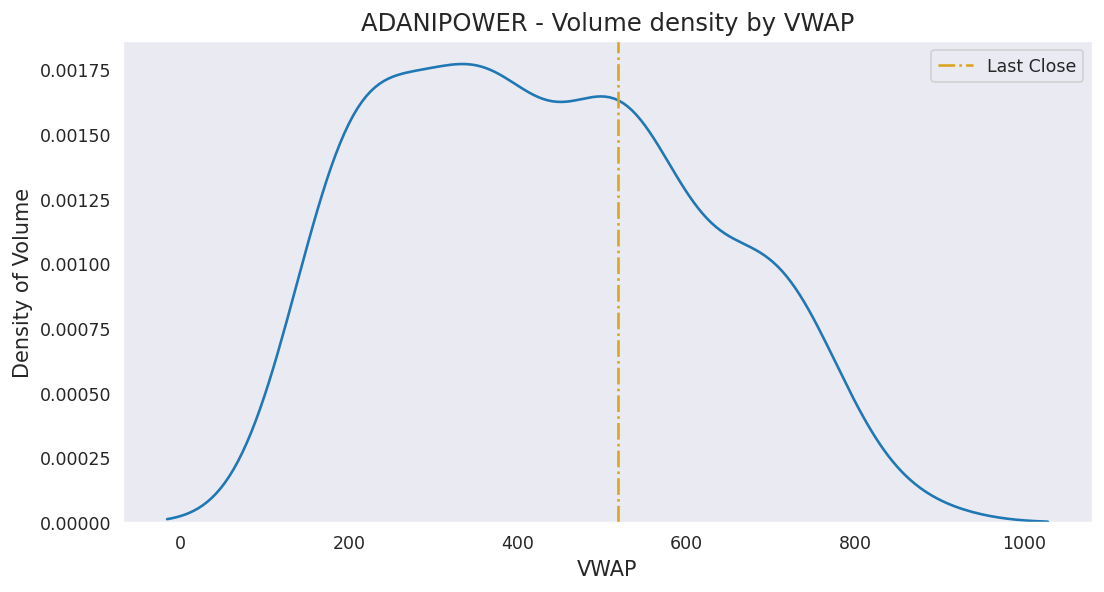 ADANIPOWER - Volume density by VWAP
Last Close
Density of Volume
0.00175
0.00150
0.00125
0.00100
0.00075
0.00050
0.00025
0.00000
0 200 400 600 800 1000
VWAP